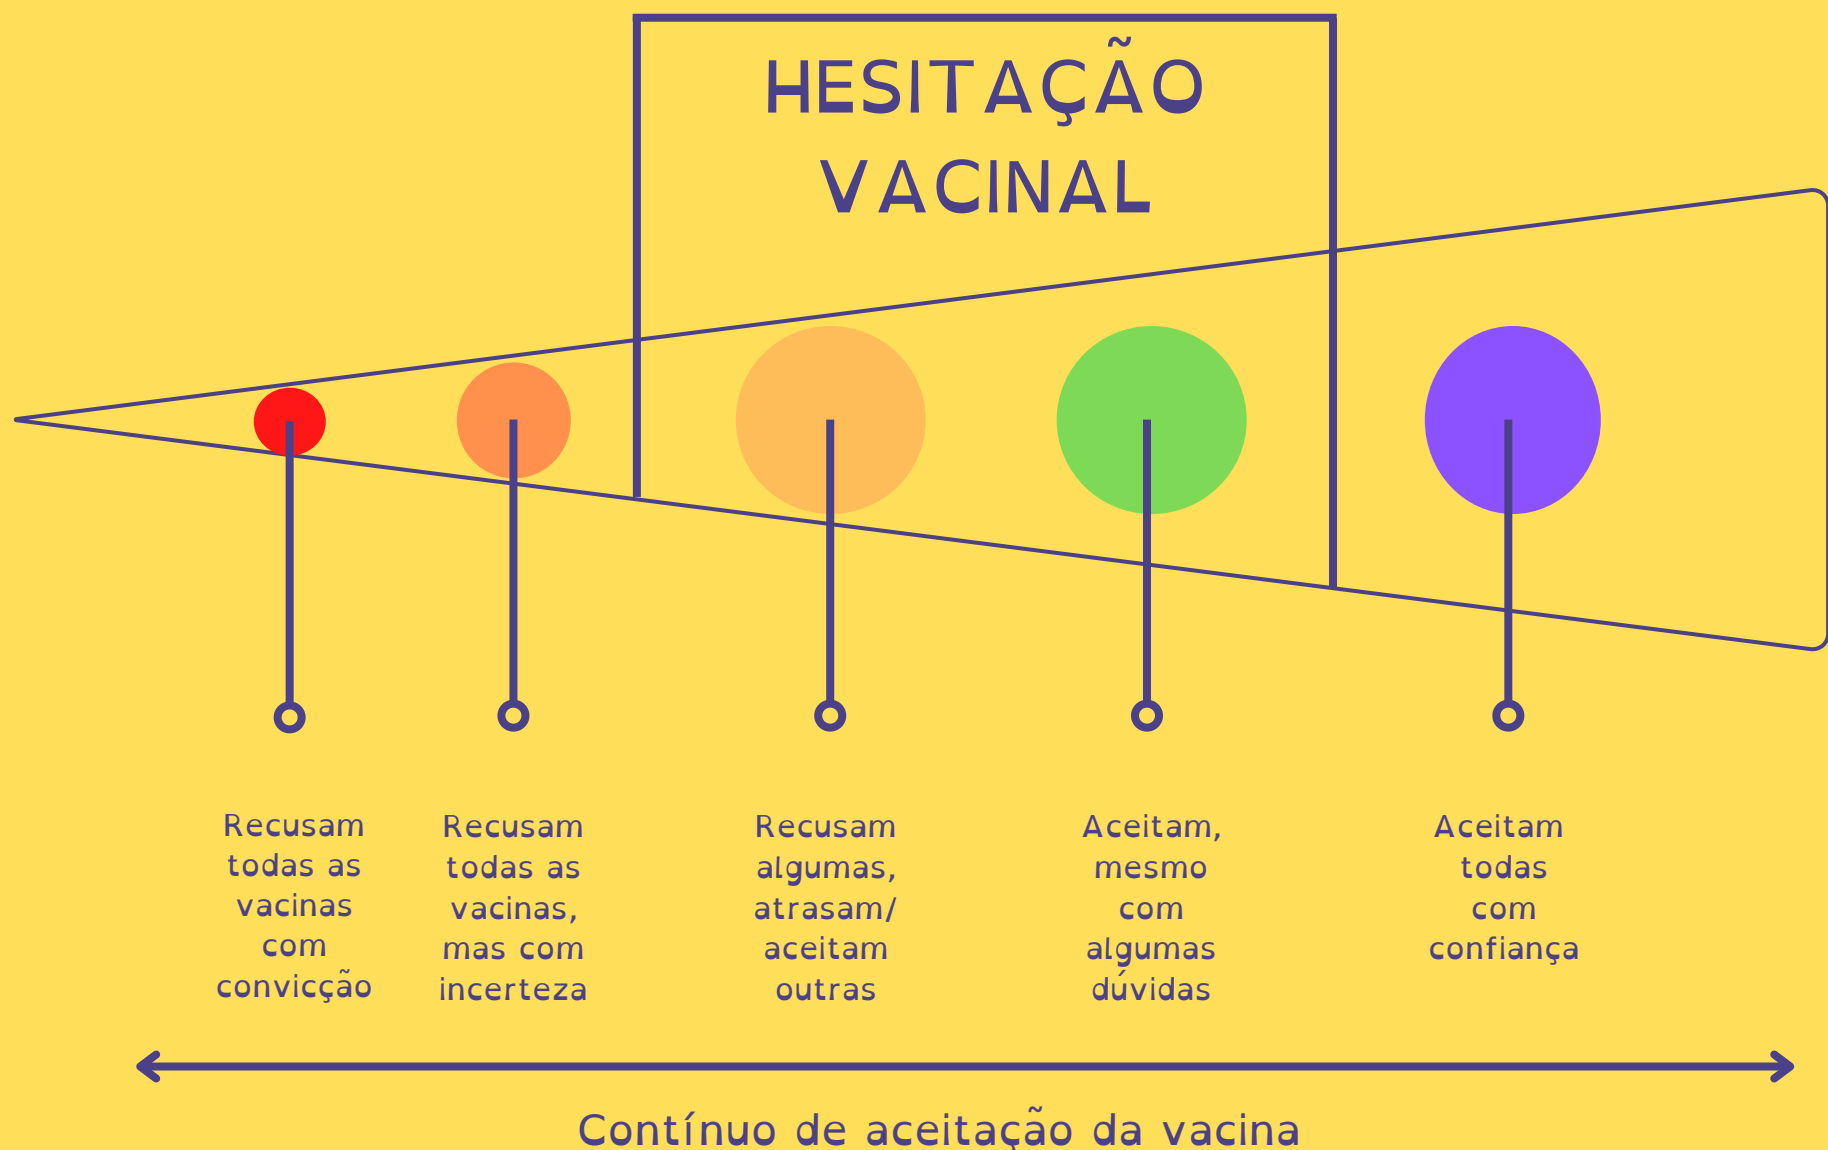 HESITAÇÃO
VACINAL
Recusam
todas as
vacinas
com
convicção
Recusam
todas as
vacinas,
mas com
incerteza
Recusam
algumas,
atrasam/
aceitam
outras
Aceitam,
mesmo
com
algumas
dúvidas
Aceitam
todas
com
confiança
Contínuo de aceitação da vacina